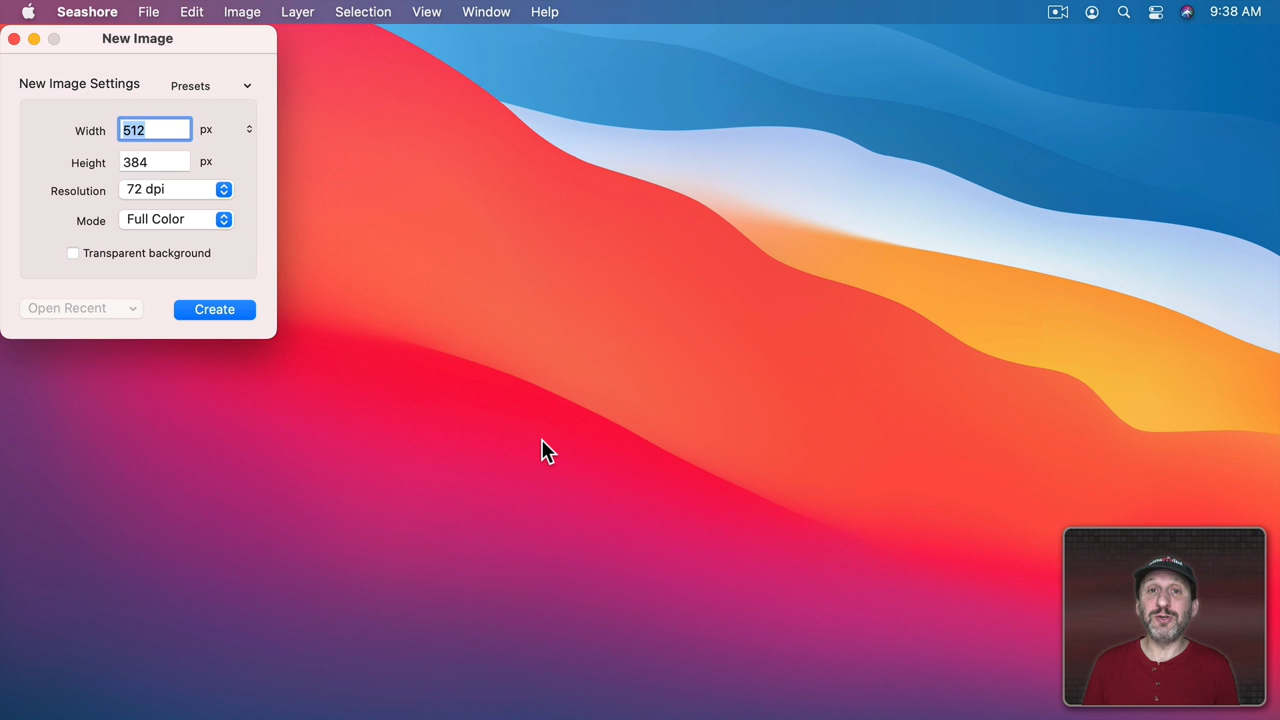 Seashore File Edit Image Layer Selection View Window Help 9:38 AM
New Image
New Image Settings Presets
Width 512 px
Height 384 px
Resolution 72 dpi
Mode Full Color
Transparent background
Open Recent Create